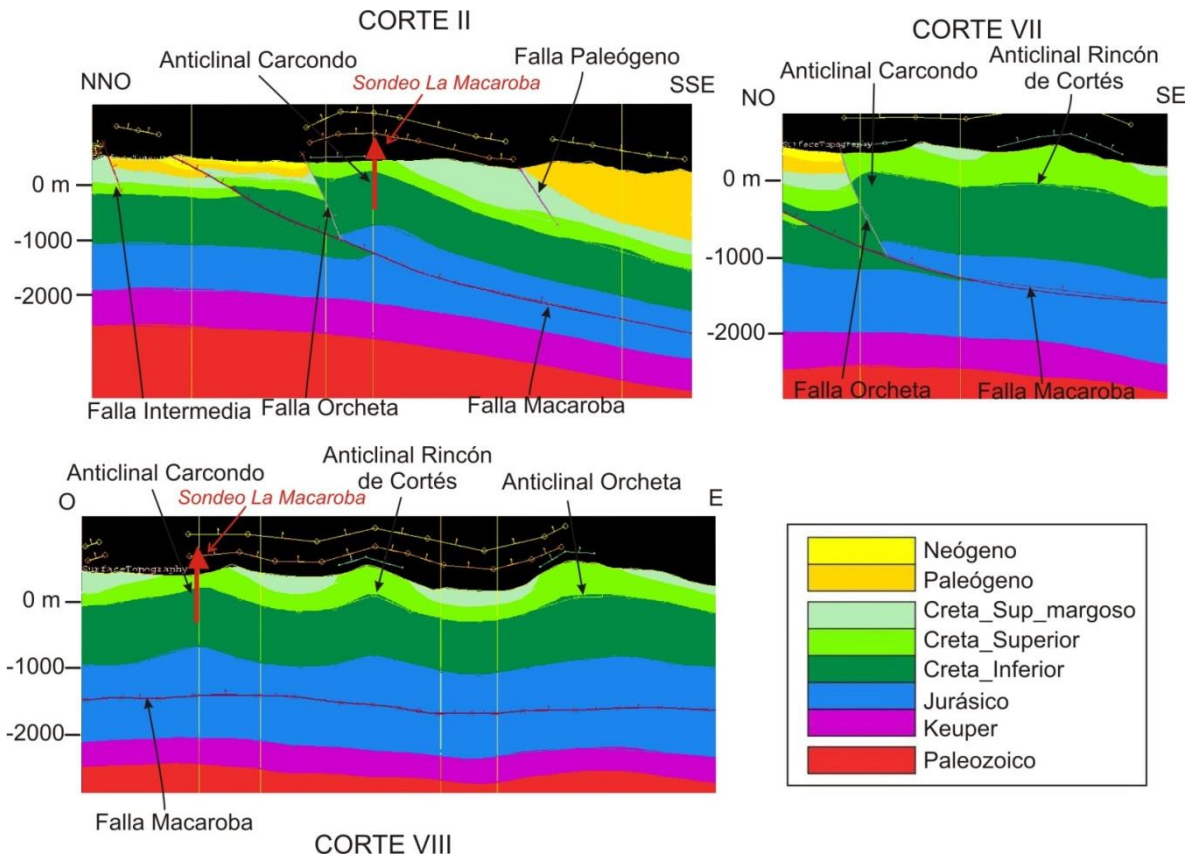 CORTE II
Anticlinal Carcondo
Falla Paleógeno
NNO
Sondeo La Macaroba
SSE
0 m
-1000
-2000
Falla Intermedia
Falla Orcheta
Falla Macaroba
CORTE VII
Anticlinal Rincón
de Cortés
Anticlinal Carcondo
NO
SE
SurfaceTopography
0 m
-1000
-2000
Falla Orcheta
Falla Macaroba
Anticlinal Carcondo
Anticlinal Rincón
de Cortés
Anticlinal Orcheta
O
Sondeo La Macaroba
E
SurfaceTopography
0 m
-1000
-2000
Falla Macaroba
CORTE VIII
Neógeno
Paleógeno
Creta_Sup_margoso
Creta_Superior
Creta_Inferior
Jurásico
Keuper
Paleozoico